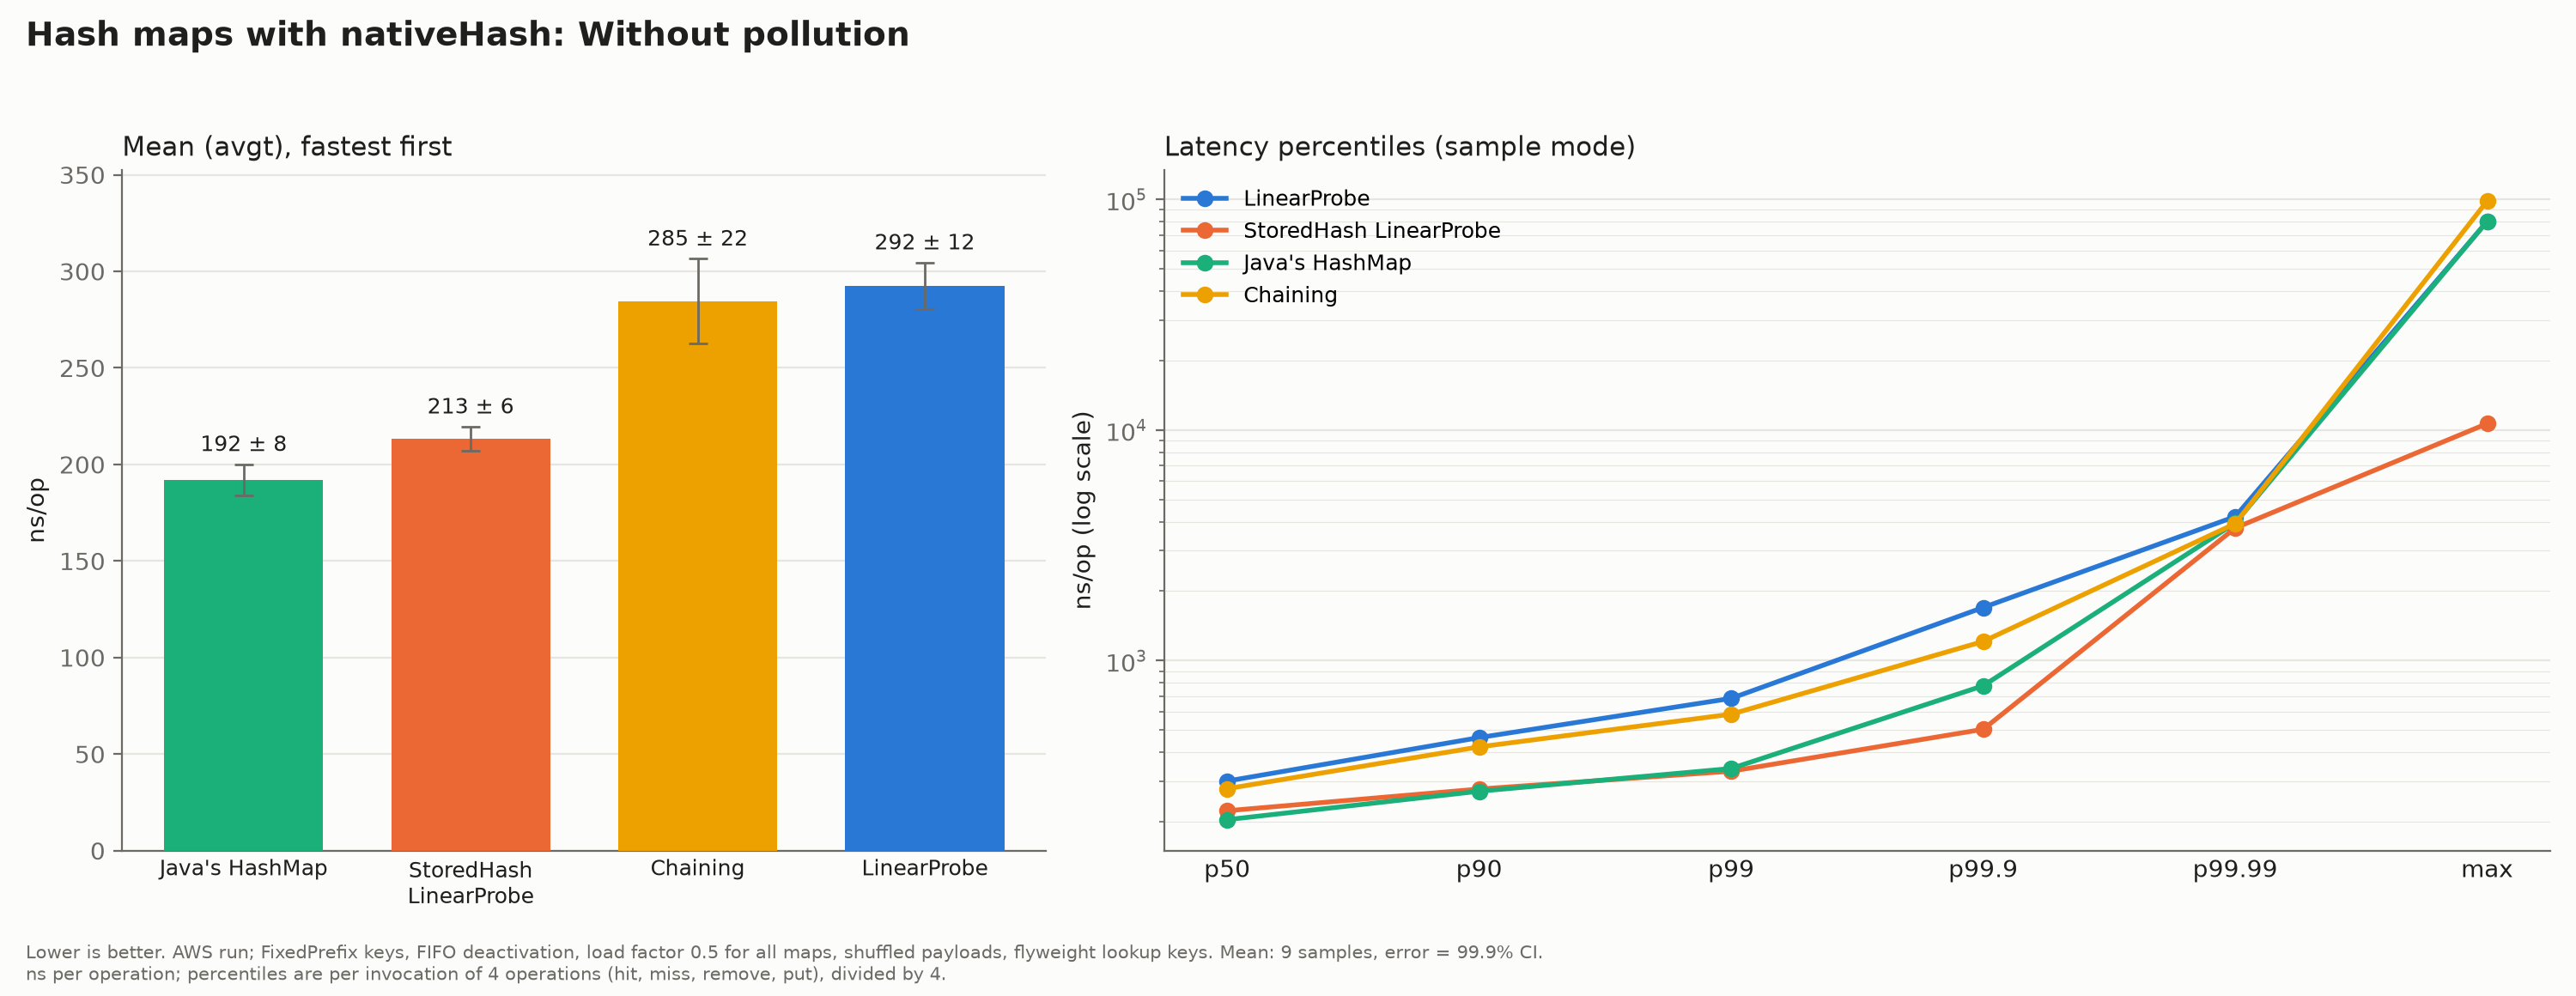 Hash maps with nativeHash: Without pollution
Mean (avgt), fastest first
ns/op
350
300
250
200
150
100
50
0
192 ± 8
213 ± 6
285 ± 22
292 ± 12
Java's HashMap
StoredHash
LinearProbe
Chaining
LinearProbe
Latency percentiles (sample mode)
ns/op (log scale)
10⁵
10⁴
10³
LinearProbe
StoredHash LinearProbe
Java's HashMap
Chaining
p50
p90
p99
p99.9
p99.99
max
Lower is better. AWS run; FixedPrefix keys, FIFO deactivation, load factor 0.5 for all maps, shuffled payloads, flyweight lookup keys. Mean: 9 samples, error = 99.9% CI.
ns per operation; percentiles are per invocation of 4 operations (hit, miss, remove, put), divided by 4.